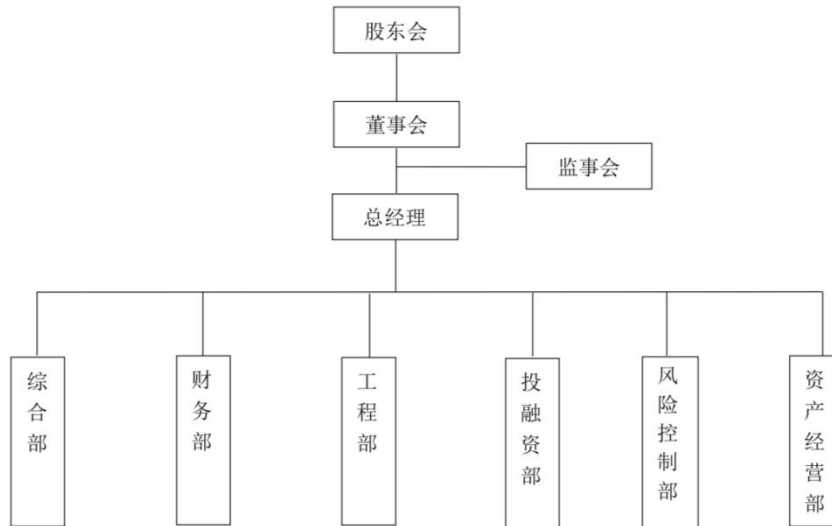 股东会
董事会
监事会
总经理
综合部
财务部
工程部
投融资部
风险控制部
资产经营部